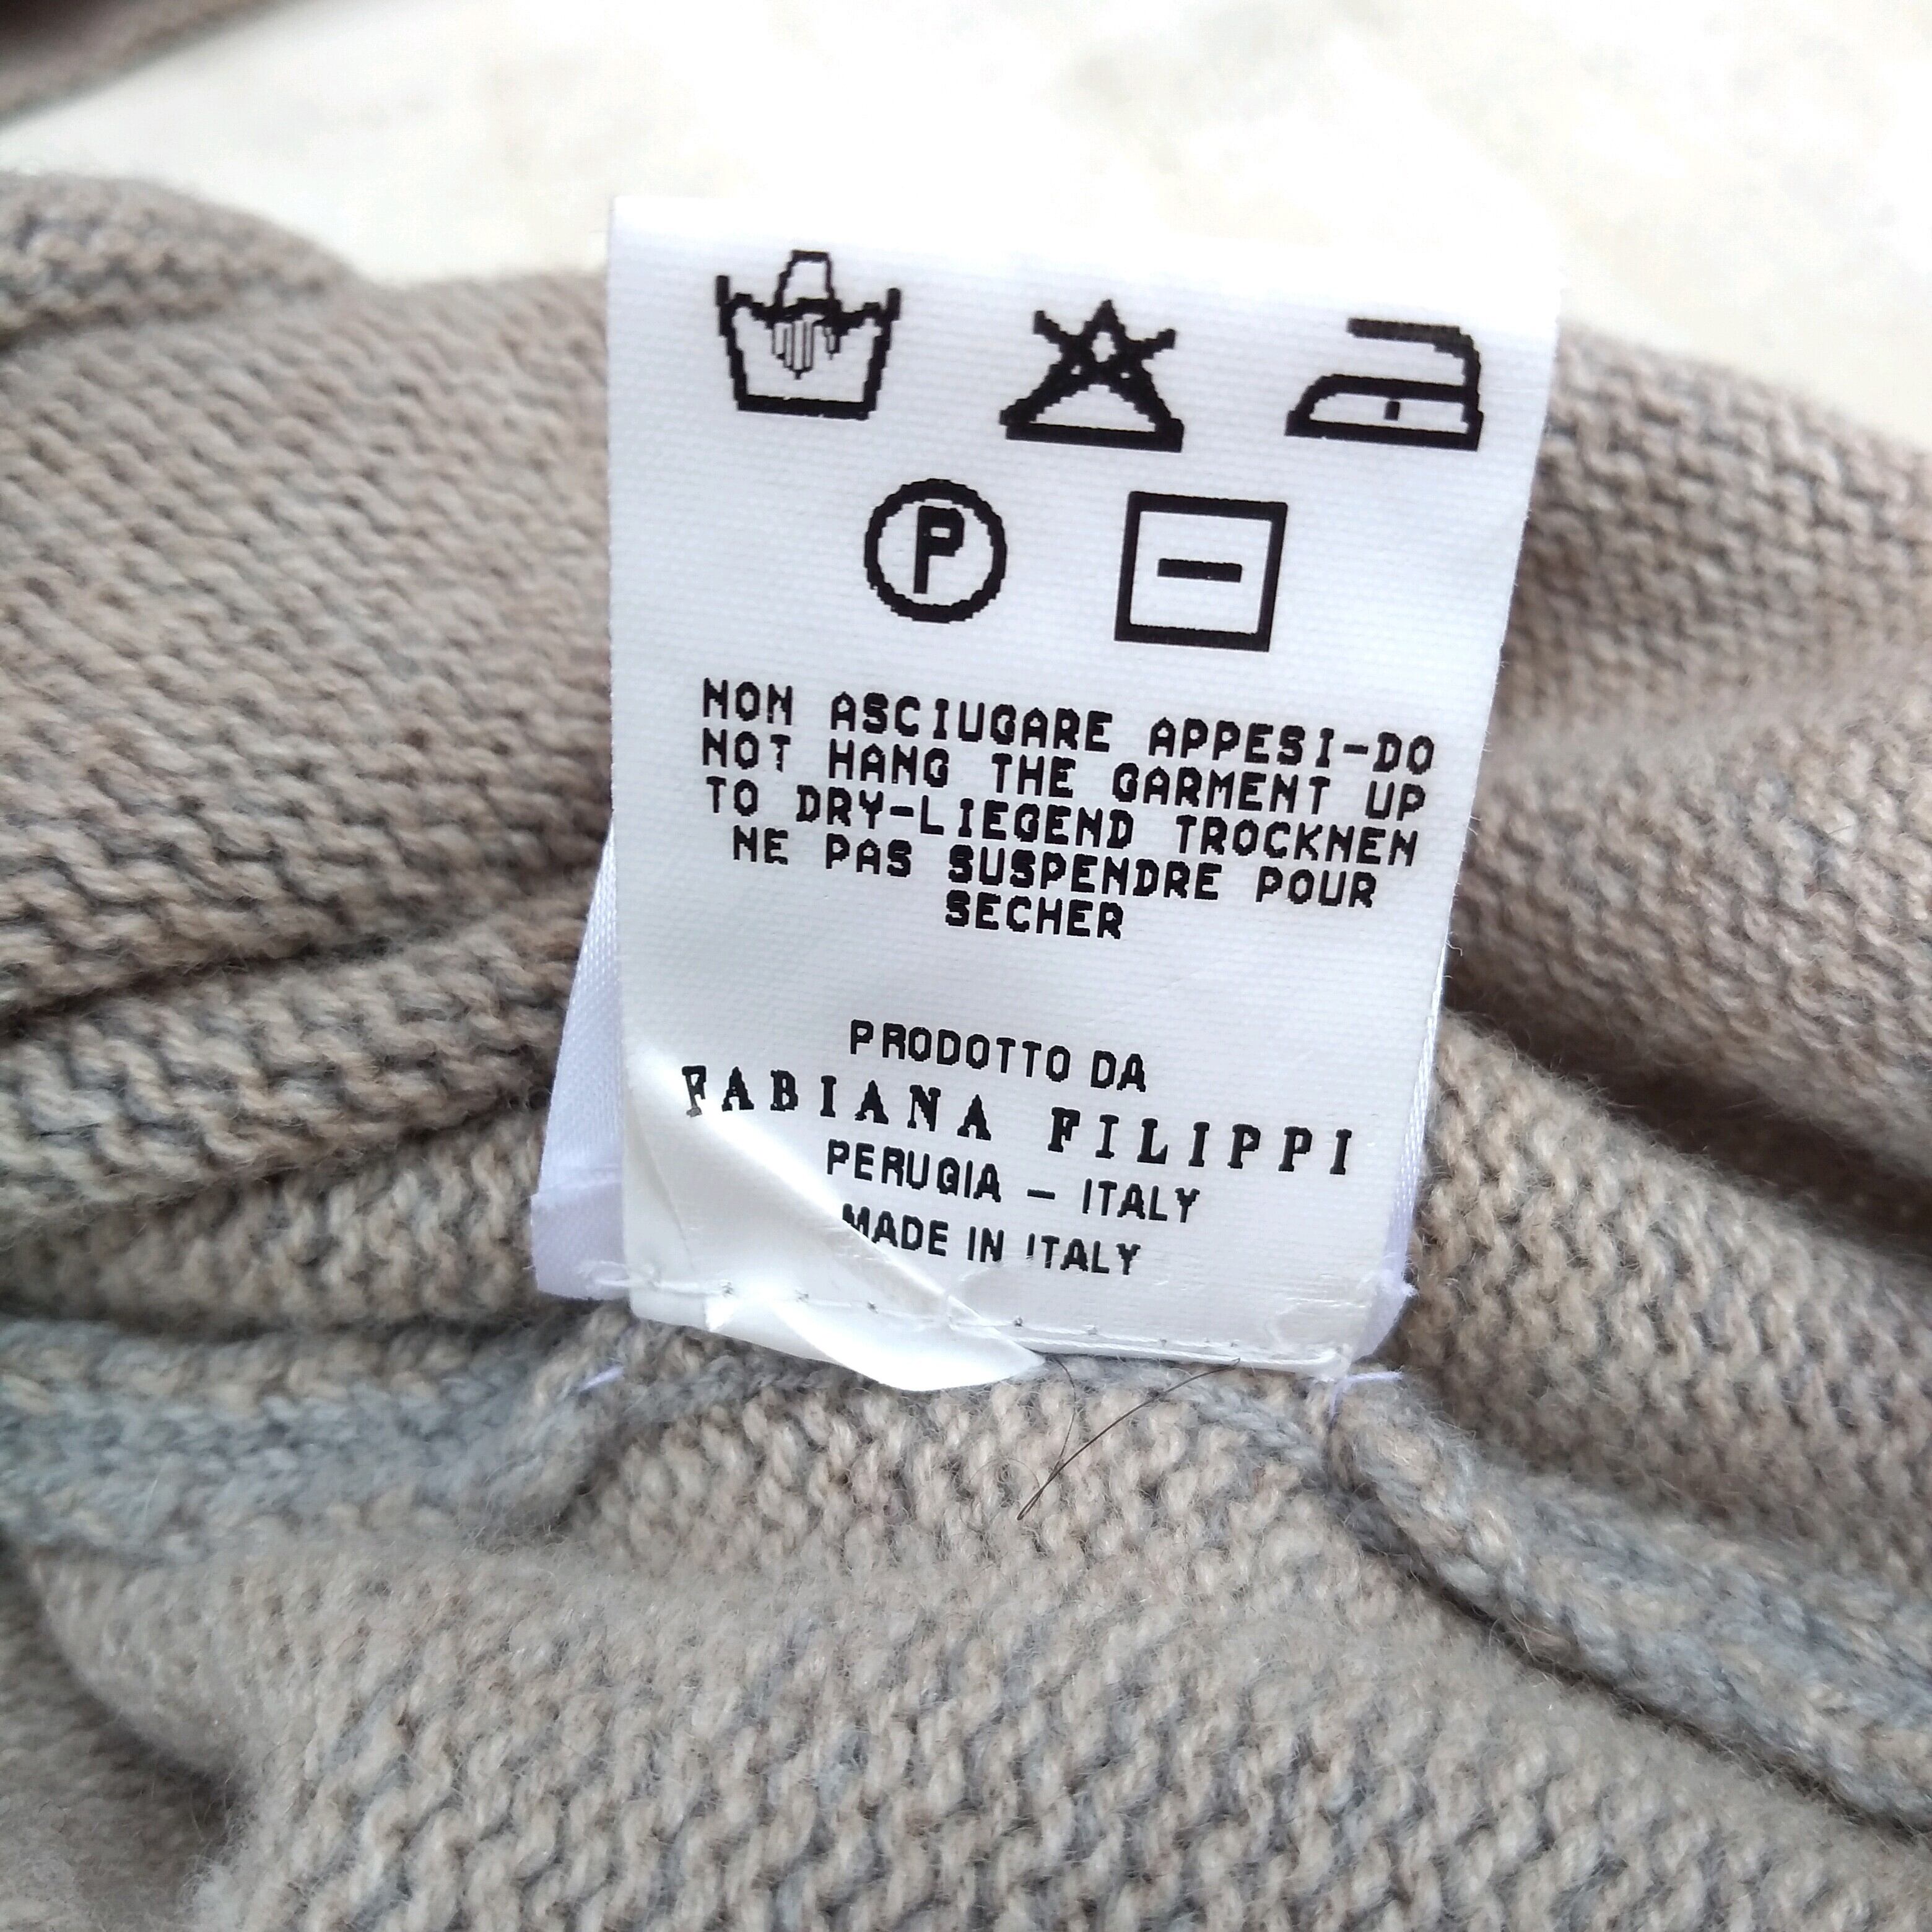 P
NON ASCIUGARE APPESI-DO
NOT HANG THE GARMENT UP
TO DRY-LIEGEND TROCKNEN
NE PAS SUSPENDRE POUR
SECHER
PRODOTTO DA
FABIANA FILIPPI
PERUGIA – ITALY
MADE IN ITALY